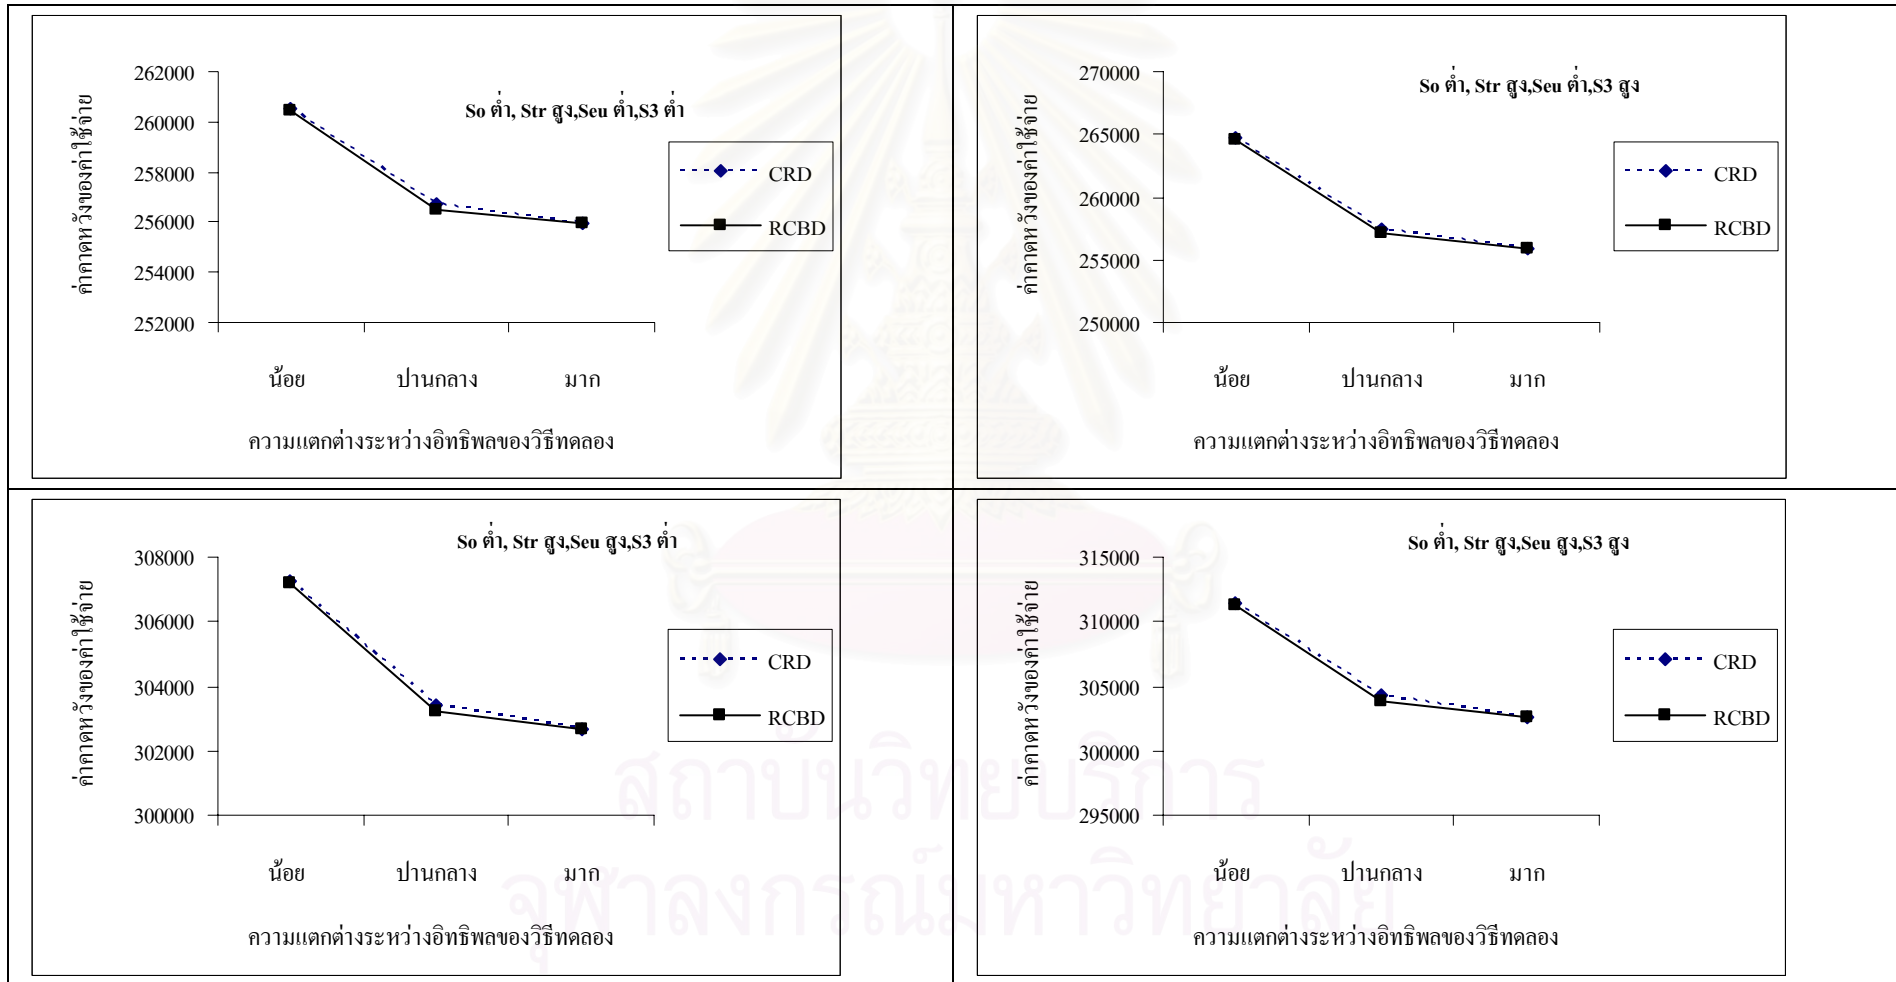 So ต่ำ, Str สูง,Seu ต่ำ,S3 ต่ำ
ค่าคาดหวังของค่าใช้จ่าย
262000
260000
258000
256000
254000
252000
CRD
RCBD
น้อย ปานกลาง มาก
ความแตกต่างระหว่างอิทธิพลของวิธีทดลอง
So ต่ำ, Str สูง,Seu ต่ำ,S3 สูง
ค่าคาดหวังของค่าใช้จ่าย
270000
265000
260000
255000
250000
CRD
RCBD
น้อย ปานกลาง มาก
ความแตกต่างระหว่างอิทธิพลของวิธีทดลอง
So ต่ำ, Str สูง,Seu สูง,S3 ต่ำ
ค่าคาดหวังของค่าใช้จ่าย
308000
306000
304000
302000
300000
CRD
RCBD
น้อย ปานกลาง มาก
ความแตกต่างระหว่างอิทธิพลของวิธีทดลอง
So ต่ำ, Str สูง,Seu สูง,S3 สูง
ค่าคาดหวังของค่าใช้จ่าย
315000
310000
305000
300000
295000
CRD
RCBD
น้อย ปานกลาง มาก
ความแตกต่างระหว่างอิทธิพลของวิธีทดลอง
สถาบันวิทยบริการ
จุฬาลงกรณ์มหาวิทยาลัย